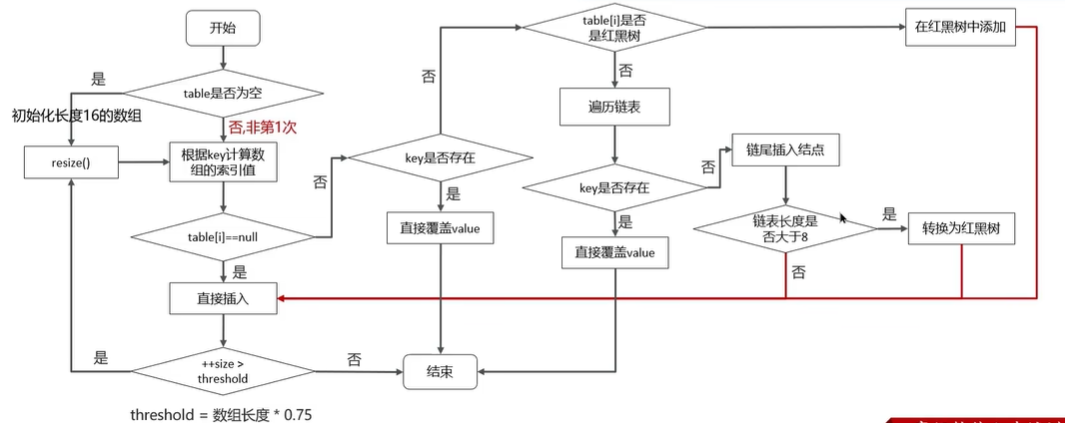 开始
table是否为空
是
初始化长度16的数组
否,非第1次
resize()
根据key计算数
组的索引值
table[i]==null
否
是
直接插入
++size >
threshold
是
否
threshold = 数组长度 * 0.75
key是否存在
否
是
直接覆盖value
结束
table[i]是否
是红黑树
否
在红黑树中添加
遍历链表
key是否存在
否
是
直接覆盖value
链尾插入结点
链表长度是
否大于8
是
否
转换为红黑树